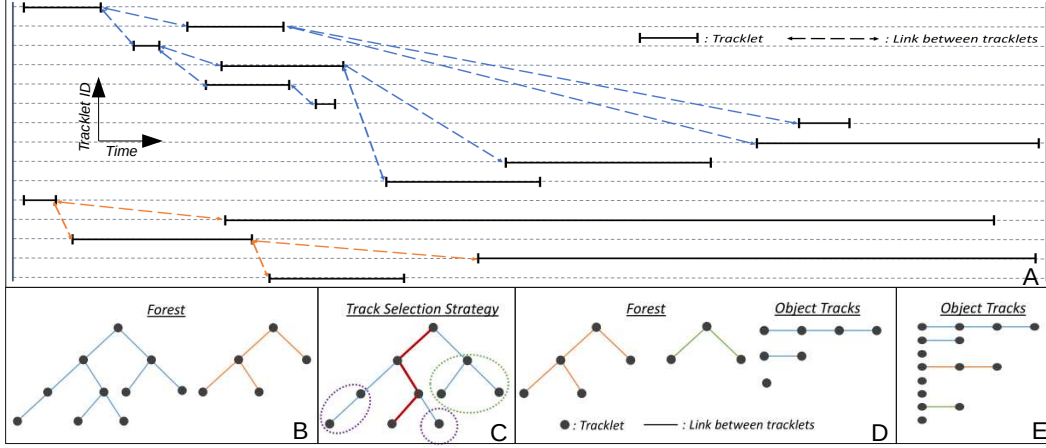 : Tracklet
: Link between tracklets
Tracklet ID
Time
A
Forest
B
Track Selection Strategy
C
Forest
Object Tracks
: Tracklet
: Link between tracklets
D
Object Tracks
E